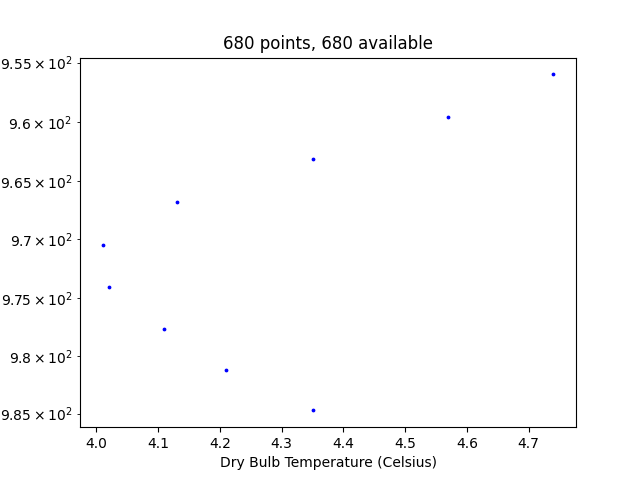 680 points, 680 available
9.55 × 10²
9.6 × 10²
9.65 × 10²
9.7 × 10²
9.75 × 10²
9.8 × 10²
9.85 × 10²
4.0 4.1 4.2 4.3 4.4 4.5 4.6 4.7
Dry Bulb Temperature (Celsius)